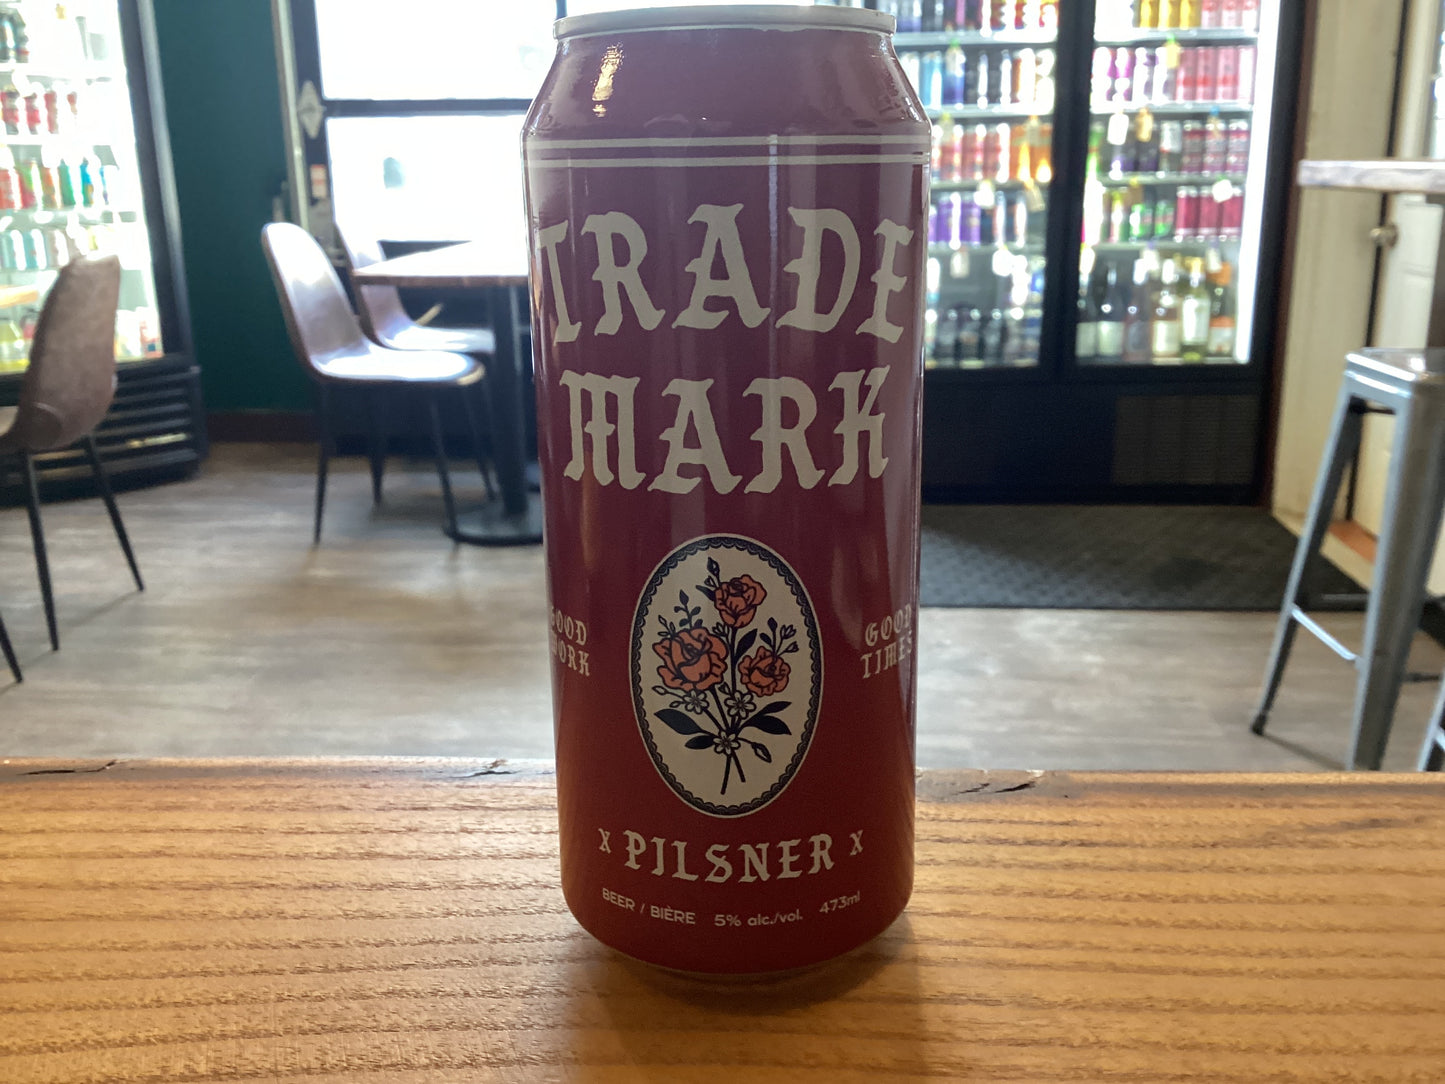 TRADE
MARK
GOOD
WORK
GOOD
TIMES
X PILSNER X
BEER / BIÈRE 5% alc./vol. 473ml